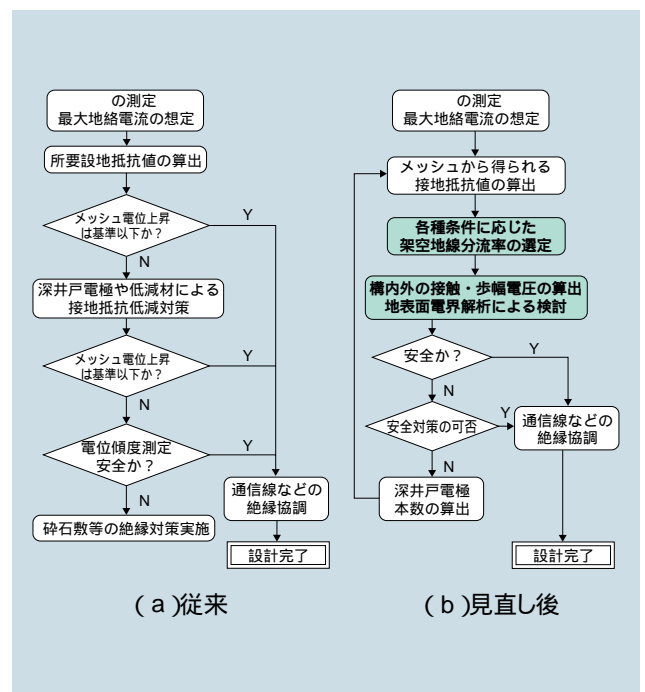 の測定
最大地絡電流の想定
所要設地抵抗値の算出
メッシュ電位上昇
は基準以下か？
Y
N
深井戸電極や低減材による
接地抵抗低減対策
メッシュ電位上昇
は基準以下か？
Y
N
電位傾度測定
安全か？
Y
N
砕石敷等の絶縁対策実施
通信線などの
絶縁協調
設計完了
(a)従来
の測定
最大地絡電流の想定
メッシュから得られる
接地抵抗値の算出
各種条件に応じた
架空地線分流率の選定
構内外の接触・歩幅電圧の算出
地表面電界解析による検討
安全か？
Y
N
安全対策の可否
Y
N
通信線などの
絶縁協調
深井戸電極
本数の算出
設計完了
(b)見直し後